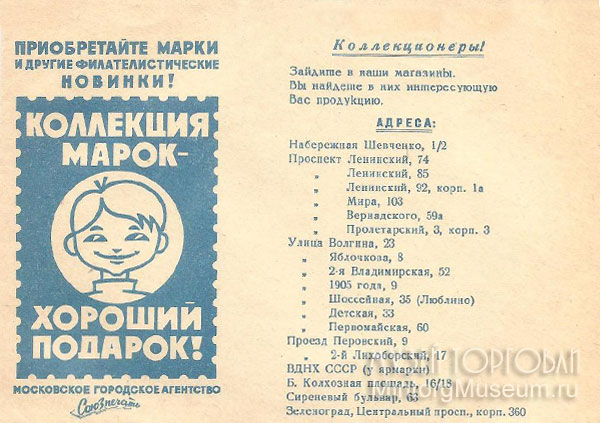 ПРИОБРЕТАЙТЕ МАРКИ
И ДРУГИЕ ФИЛАТЕЛИСТИЧЕСКИЕ
НОВИНКИ!
КОЛЛЕКЦИЯ
МАРОК-
ХОРОШИЙ
ПОДАРОК!
МОСКОВСКОЕ ГОРОДСКОЕ АГЕНТСТВО
Союзпечать
Коллекционеры!
Зайдите в наши магазины.
Вы найдете в них интересующую
Вас продукцию.
АДРЕСА:
Набережная Шевченко, 1/2
Проспект Ленинский, 74
„ Ленинский, 85
„ Ленинский, 92, корп. 1а
„ Мира, 103
„ Вернадского, 59а
„ Пролетарский, 3, корп. 3
Улица Волгина, 23
„ Яблочкова, 8
„ 2-я Владимирская, 52
„ 1905 года, 9
„ Шоссейная, 35 (Люблино)
„ Детская, 33
„ Первомайская, 60
Проезд Перовский, 9
„ 2-й Лихоборский, 17
ВДНХ СССР (у ярмарки)
Б. Колхозная площадь, 16/18
Сиреневый бульвар, 63
Зеленоград, Центральный просп., корп. 360
МОЙ ТОРГОВЫЙ
MintorgMuseum.ru